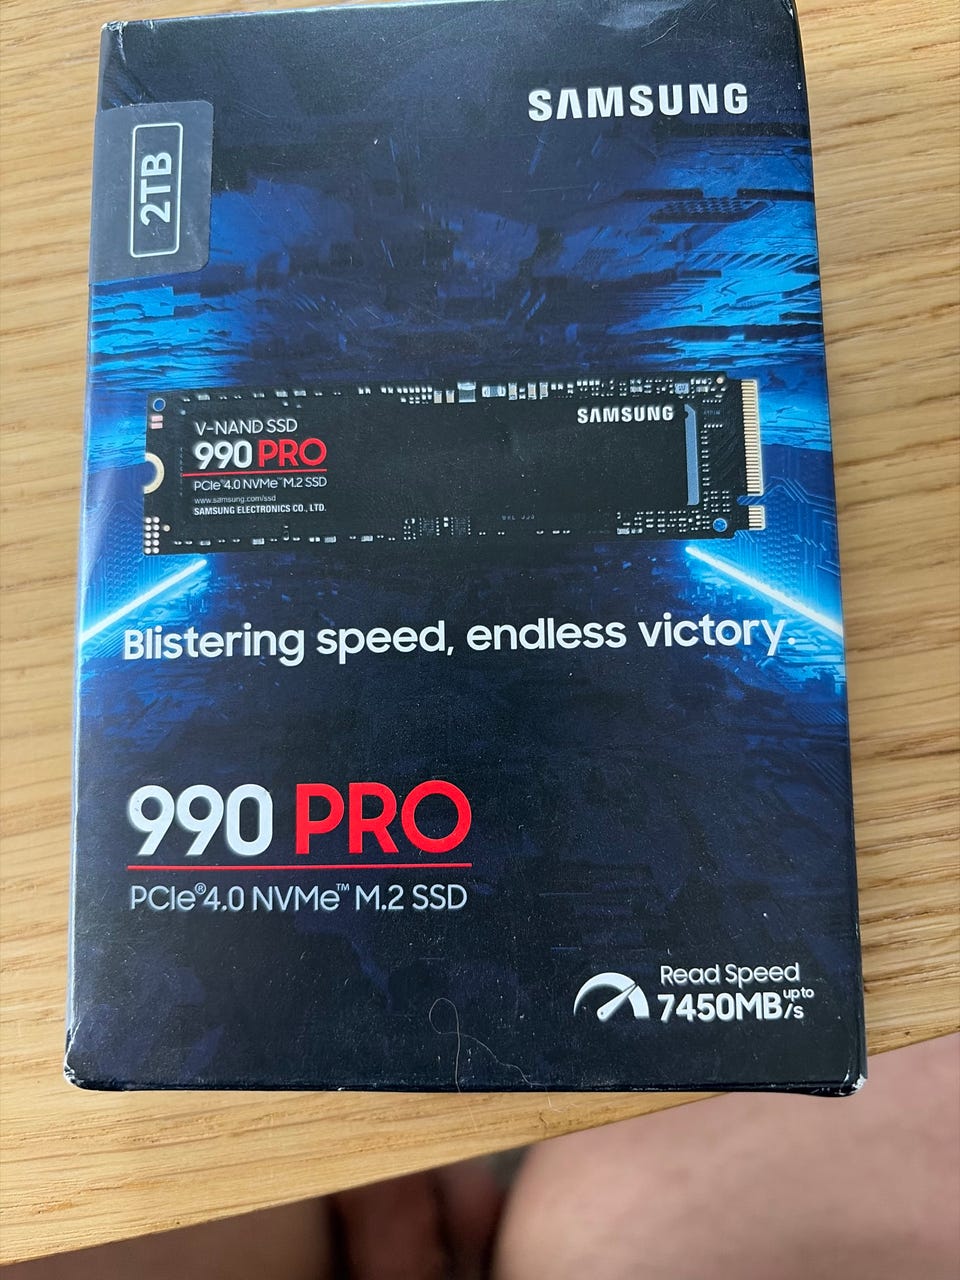 SAMSUNG
2TB
V-NAND SSD
990 PRO
PCIe®4.0 NVMe™ M.2 SSD
www.samsung.com/ssd
SAMSUNG ELECTRONICS CO., LTD.
SAMSUNG
Blistering speed, endless victory.
990 PRO
PCIe®4.0 NVMe™ M.2 SSD
Read Speed
up to
7450MB/s